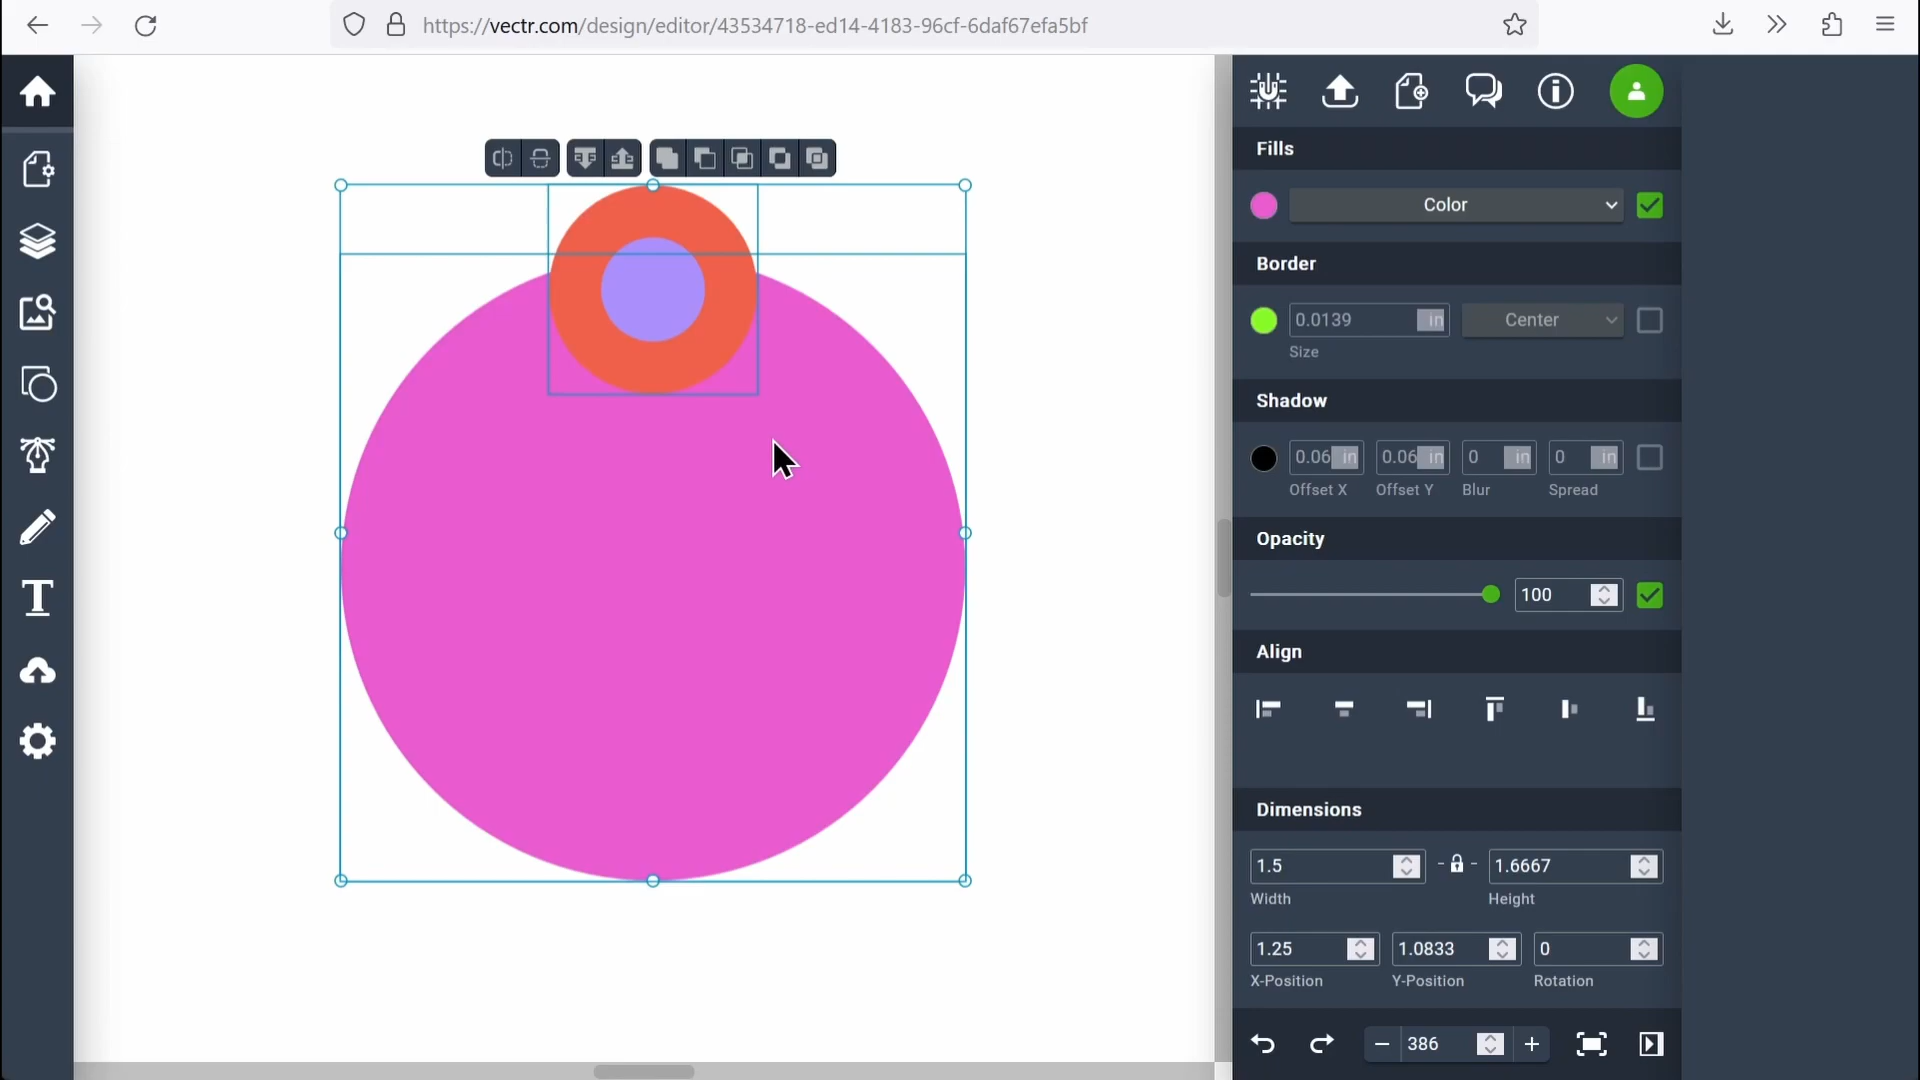 https://vectr.com/design/editor/43534718-ed14-4183-96cf-6daf67efa5bf
Fills
Color
Border
0.0139 in Center
Size
Shadow
0.06 in 0.06 in 0 in 0 in
Offset X Offset Y Blur Spread
Opacity
100
Align
Dimensions
1.5 1.6667
Width Height
1.25 1.0833 0
X-Position Y-Position Rotation
386